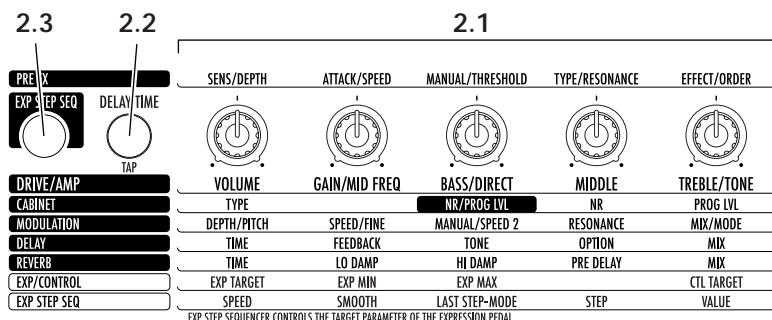 2.3 2.2 2.1
PRE FX SENS/DEPTH ATTACK/SPEED MANUAL/THRESHOLD TYPE/RESONANCE EFFECT/ORDER
EXP STEP SEQ DELAY TIME
TAP
DRIVE/AMP VOLUME GAIN/MID FREQ BASS/DIRECT MIDDLE TREBLE/TONE
CABINET TYPE NR/PROG LVL NR PROG LVL
MODULATION DEPTH/PITCH SPEED/FINE MANUAL/SPEED 2 RESONANCE MIX/MODE
DELAY TIME FEEDBACK TONE OPTION MIX
REVERB TIME LO DAMP HI DAMP PRE DELAY MIX
EXP/CONTROL EXP TARGET EXP MIN EXP MAX CTL TARGET
EXP STEP SEQ SPEED SMOOTH LAST STEP-MODE STEP VALUE
EXP STEP SEQUENCER CONTROLS THE TARGET PARAMETER OF THE EXPRESSION PEDAL